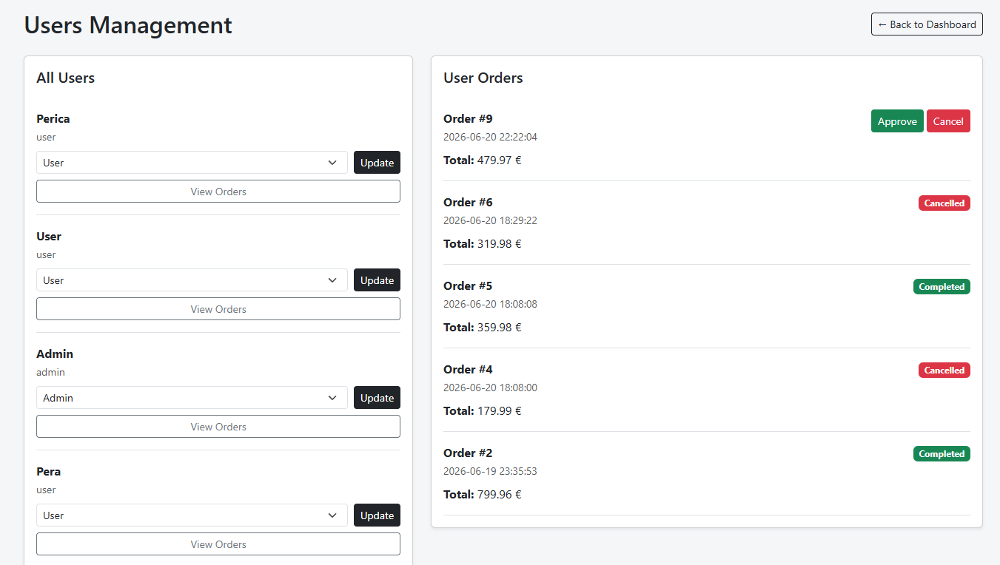 Users Management
← Back to Dashboard
All Users
Perica
user
User
Update
View Orders
User
user
User
Update
View Orders
Admin
admin
Admin
Update
View Orders
Pera
user
User
Update
View Orders
User Orders
Order #9
Approve
Cancel
2026-06-20 22:22:04
Total: 479.97 €
Order #6
Cancelled
2026-06-20 18:29:22
Total: 319.98 €
Order #5
Completed
2026-06-20 18:08:08
Total: 359.98 €
Order #4
Cancelled
2026-06-20 18:08:00
Total: 179.99 €
Order #2
Completed
2026-06-19 23:35:53
Total: 799.96 €